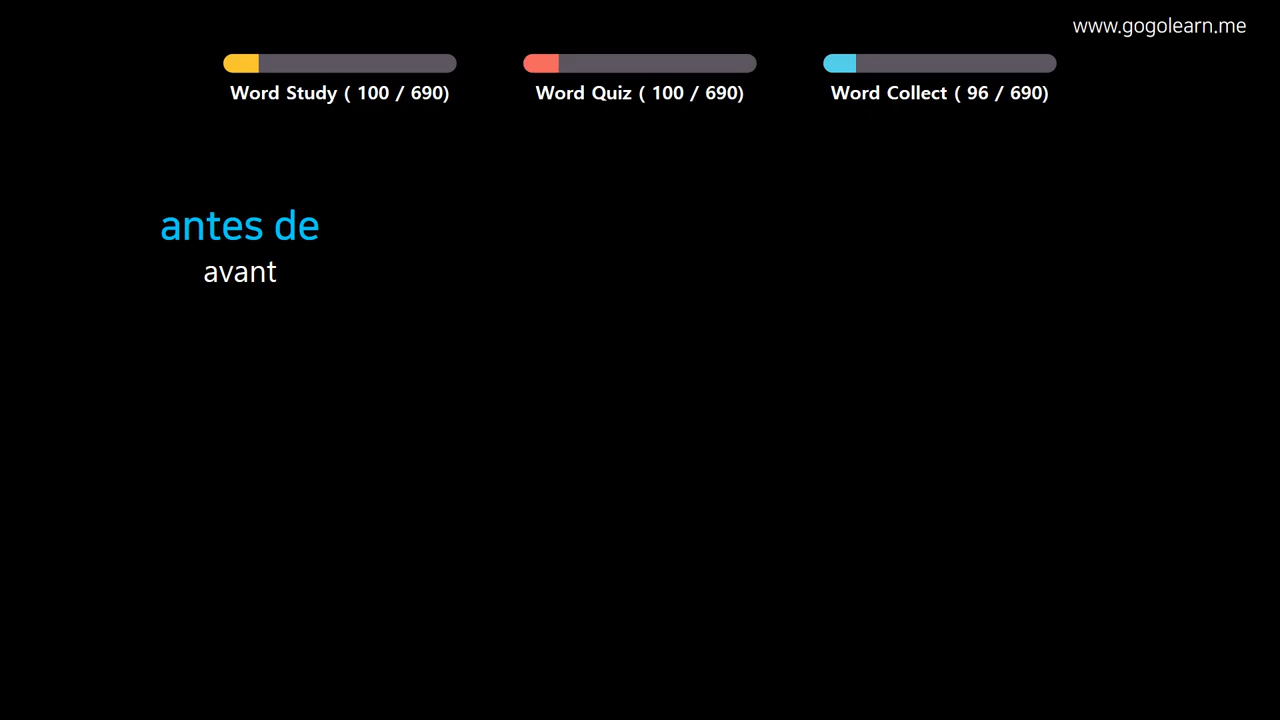 www.gogolearn.me
Word Study ( 100 / 690)
Word Quiz ( 100 / 690)
Word Collect ( 96 / 690)
antes de
avant